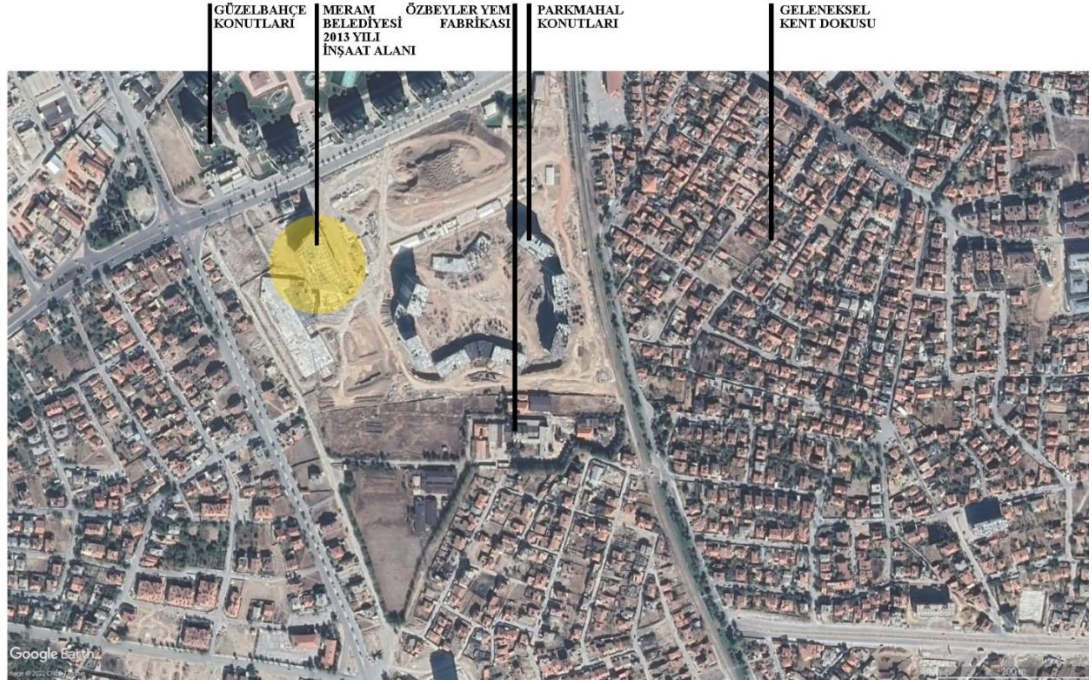 GÜZELBAHÇE
KONUTLARI
MERAM
BELEDİYESİ
2013 YILI
İNŞAAT ALANI
ÖZBEYLER YEM
FABRİKASI
PARKMAHAL
KONUTLARI
GELENEKSEL
KENT DOKUSU
Google Earth